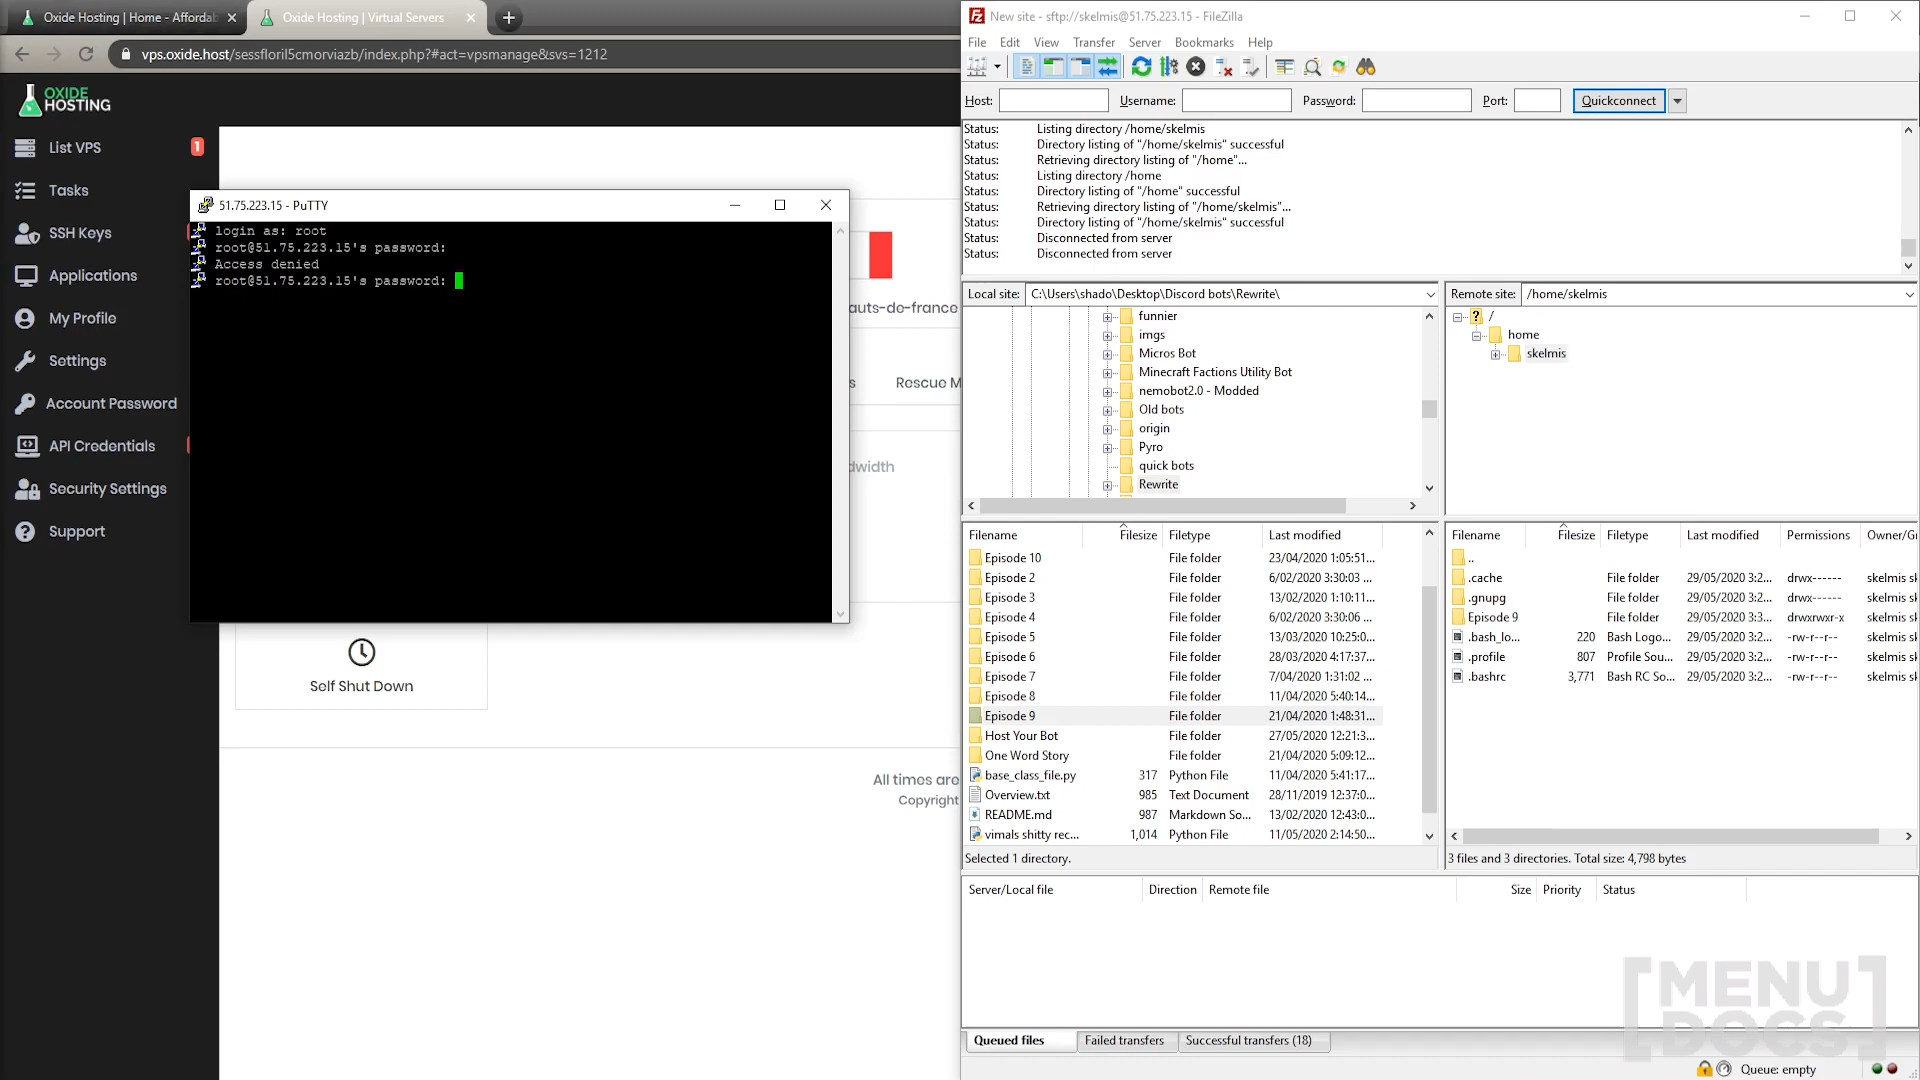 Oxide Hosting | Home - Affordab
Oxide Hosting | Virtual Servers
vps.oxide.host/sessfloril5cmorviazb/index.php?#act=vpsmanage&svs=1212
OXIDE
HOSTING
List VPS
1
Tasks
SSH Keys
Applications
My Profile
Settings
Account Password
API Credentials
Security Settings
Support
51.75.223.15 - PuTTY
login as: root
root@51.75.223.15's password:
Access denied
root@51.75.223.15's password:
auts-de-france
s
Rescue M
dwidth
Self Shut Down
All times are
Copyright
New site - sftp://skelmis@51.75.223.15 - FileZilla
File Edit View Transfer Server Bookmarks Help
Host: Username: Password: Port: Quickconnect
Status: Listing directory /home/skelmis
Status: Directory listing of "/home/skelmis" successful
Status: Retrieving directory listing of "/home"...
Status: Listing directory /home
Status: Directory listing of "/home" successful
Status: Retrieving directory listing of "/home/skelmis"...
Status: Directory listing of "/home/skelmis" successful
Status: Disconnected from server
Status: Disconnected from server
Local site: C:\Users\shado\Desktop\Discord bots\Rewrite\
funnier
imgs
Micros Bot
Minecraft Factions Utility Bot
nemobot2.0 - Modded
Old bots
origin
Pyro
quick bots
Rewrite
Remote site: /home/skelmis
/
home
skelmis
Filename Filesize Filetype Last modified
Episode 10 File folder 23/04/2020 1:05:51...
Episode 2 File folder 6/02/2020 3:30:03 ...
Episode 3 File folder 13/02/2020 1:10:11...
Episode 4 File folder 6/02/2020 3:30:06 ...
Episode 5 File folder 13/03/2020 10:25:0...
Episode 6 File folder 28/03/2020 4:17:37...
Episode 7 File folder 7/04/2020 1:31:02 ...
Episode 8 File folder 11/04/2020 5:40:14...
Episode 9 File folder 21/04/2020 1:48:31...
Host Your Bot File folder 27/05/2020 12:21:3...
One Word Story File folder 21/04/2020 5:09:12...
base_class_file.py 317 Python File 11/04/2020 5:41:17...
Overview.txt 985 Text Document 28/11/2019 12:37:0...
README.md 987 Markdown So... 13/02/2020 12:43:0...
vimals shitty rec... 1,014 Python File 11/05/2020 2:14:50...
Selected 1 directory.
Filename Filesize Filetype Last modified Permissions Owner/Gr
..
.cache File folder 29/05/2020 3:2... drwx------ skelmis sk
.gnupg File folder 29/05/2020 3:2... drwx------ skelmis sk
Episode 9 File folder 29/05/2020 3:3... drwxrwxr-x skelmis sk
.bash_lo... 220 Bash Logo... 29/05/2020 3:2... -rw-r--r-- skelmis sk
.profile 807 Profile Sou... 29/05/2020 3:2... -rw-r--r-- skelmis sk
.bashrc 3,771 Bash RC So... 29/05/2020 3:2... -rw-r--r-- skelmis sk
3 files and 3 directories. Total size: 4,798 bytes
Server/Local file Direction Remote file Size Priority Status
Queued files Failed transfers Successful transfers (18)
Queue: empty
[MENU
DOCS]